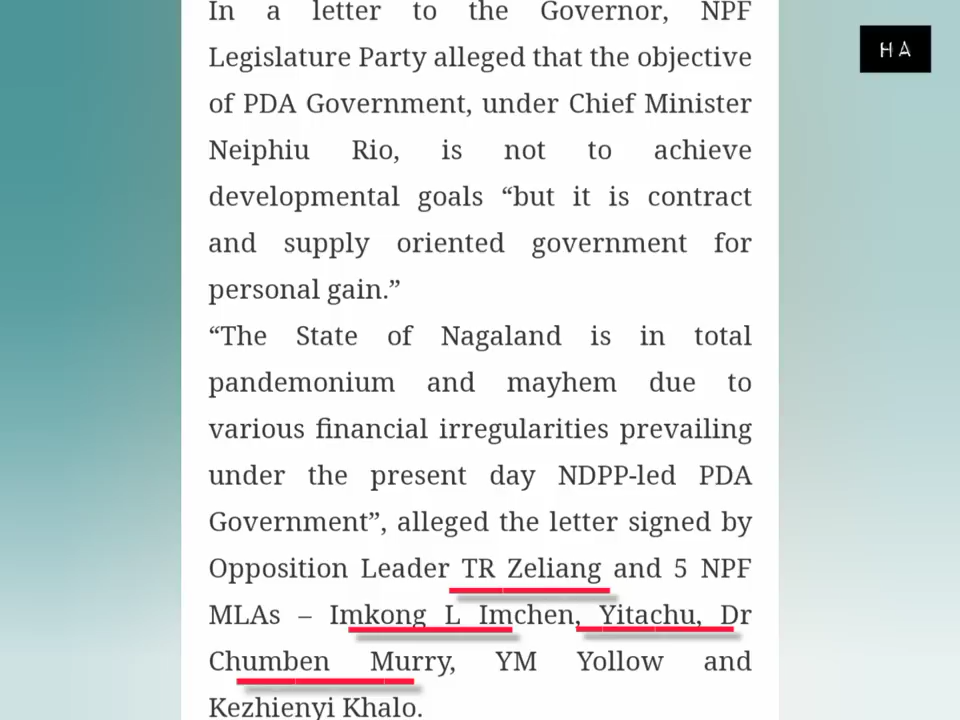 In a letter to the Governor, NPF
Legislature Party alleged that the objective
of PDA Government, under Chief Minister
Neiphiu Rio, is not to achieve
developmental goals “but it is contract
and supply oriented government for
personal gain.”
“The State of Nagaland is in total
pandemonium and mayhem due to
various financial irregularities prevailing
under the present day NDPP-led PDA
Government”, alleged the letter signed by
Opposition Leader TR Zeliang and 5 NPF
MLAs – Imkong L Imchen, Yitachu, Dr
Chumben Murry, YM Yollow and
Kezhienyi Khalo.
H A